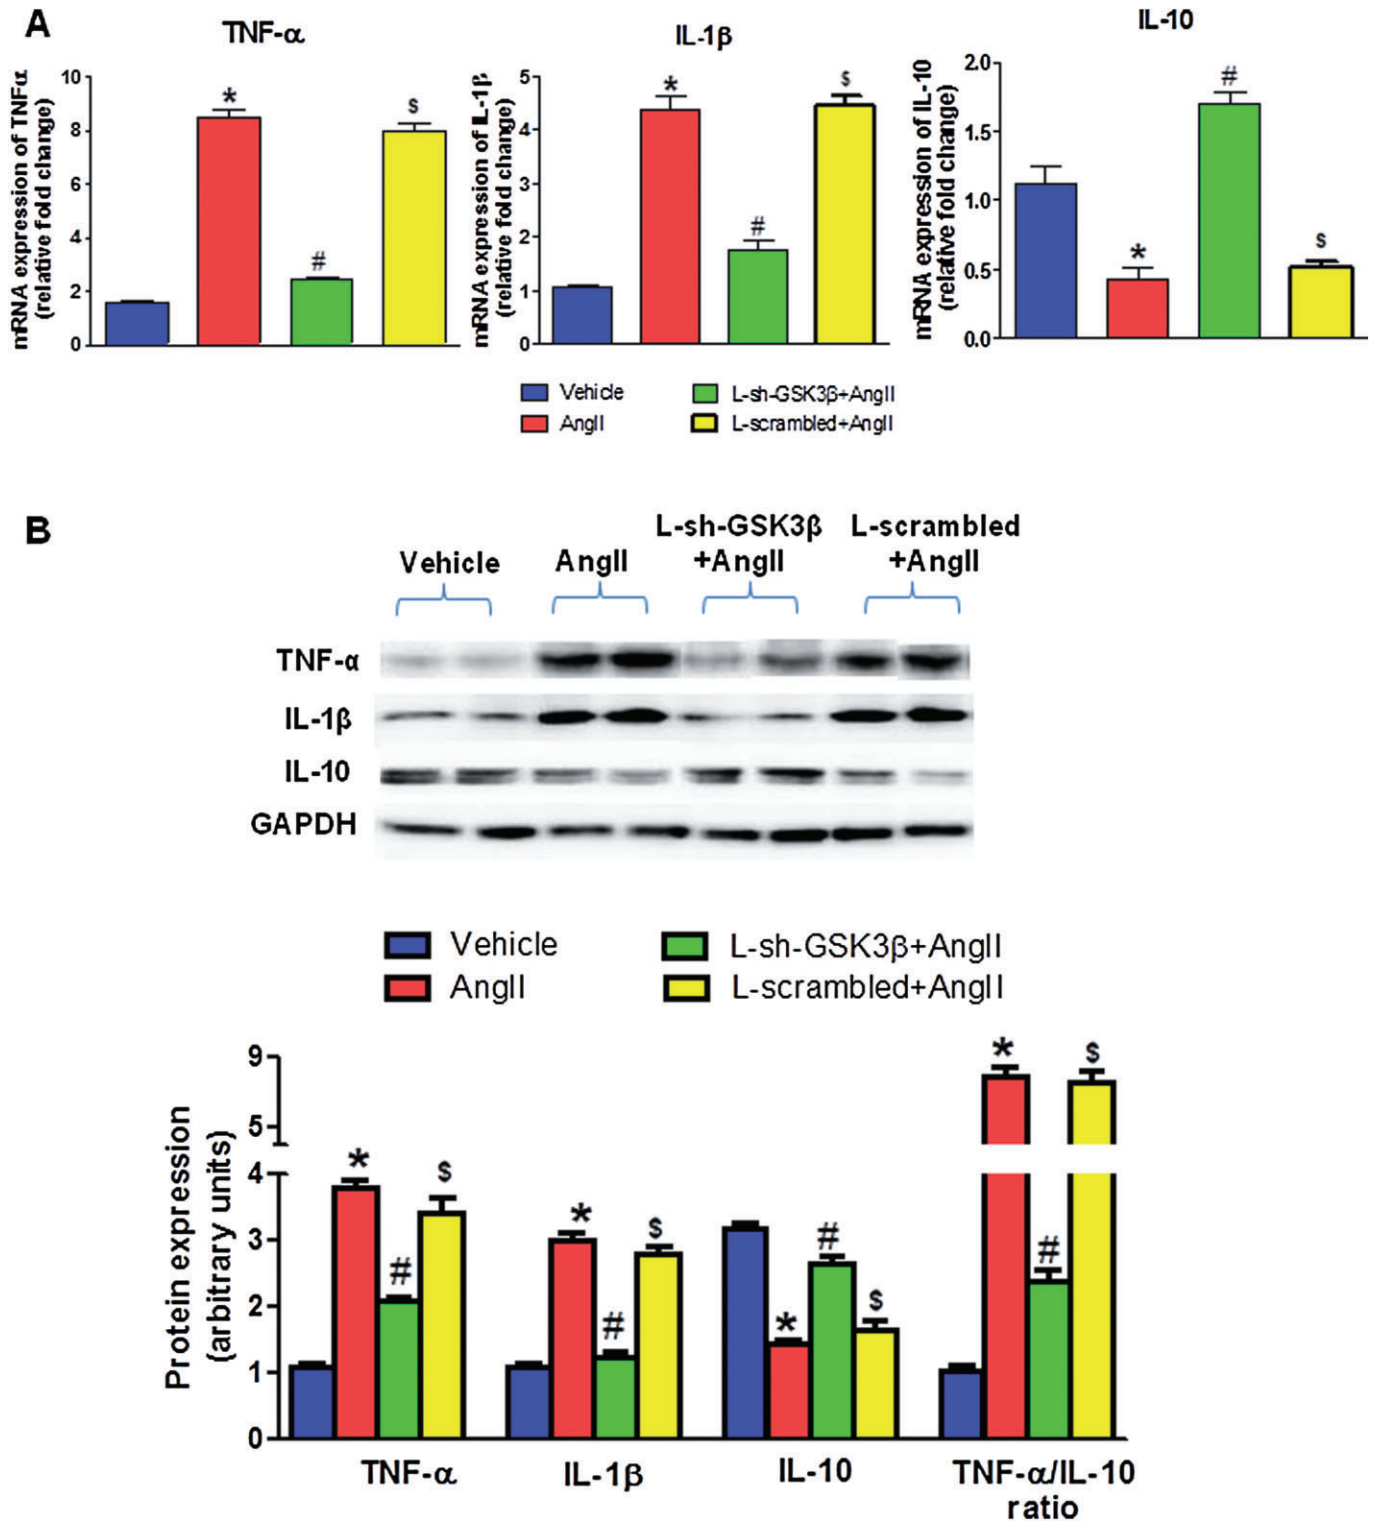 A
TNF-α
mRNA expression of TNFα
(relative fold change)
10
8
6
4
2
0
*
#
$
IL-1β
mRNA expression of IL-1β
(relative fold change)
5
4
3
2
1
0
*
#
$
IL-10
mRNA expression of IL-10
(relative fold change)
2.0
1.5
1.0
0.5
0.0
*
#
$
Vehicle
L-sh-GSK3β+AngII
AngII
L-scrambled+AngII
B
Vehicle
AngII
L-sh-GSK3β
+AngII
L-scrambled
+AngII
TNF-α
IL-1β
IL-10
GAPDH
Vehicle
L-sh-GSK3β+AngII
AngII
L-scrambled+AngII
Protein expression
(arbitrary units)
9
5
4
3
2
1
0
*
#
$
*
#
$
*
#
$
*
#
$
TNF-α
IL-1β
IL-10
TNF-α/IL-10
ratio